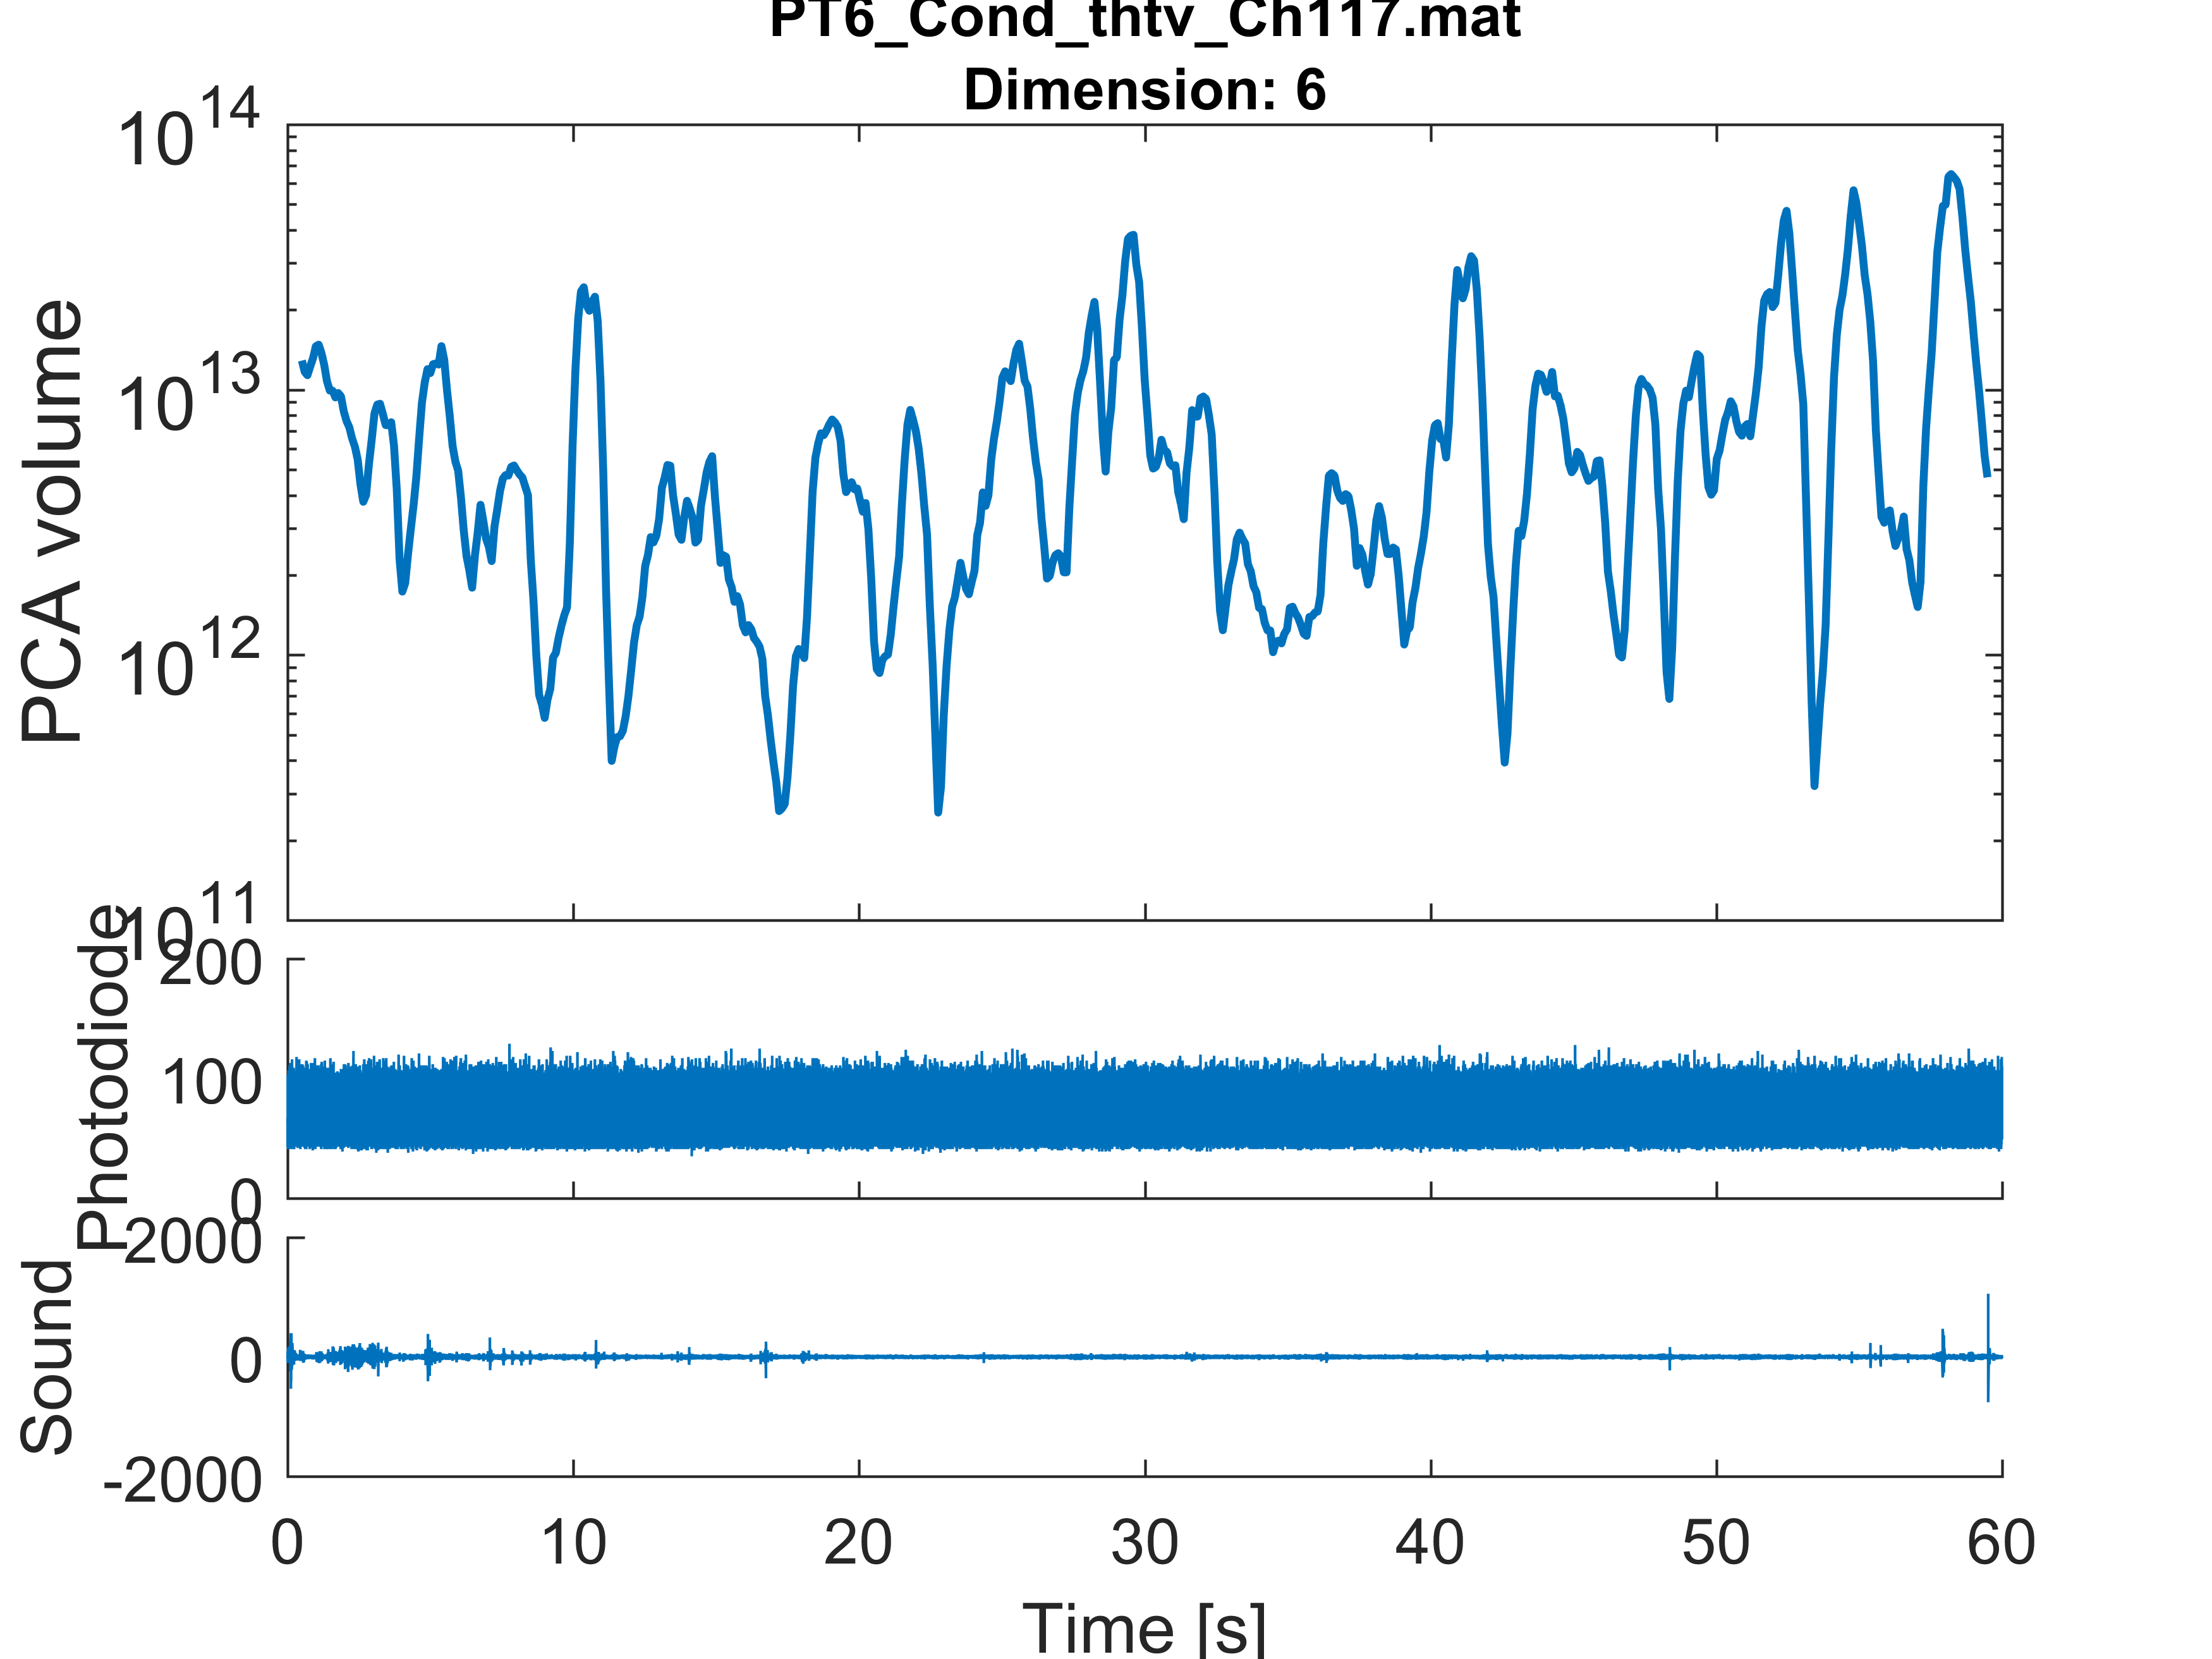 PT6_Cond_thtv_Ch117.mat
Dimension: 6
PCA volume
10^14
10^13
10^12
10^11
Photodiode
200
100
0
Sound
2000
0
-2000
0 10 20 30 40 50 60
Time [s]